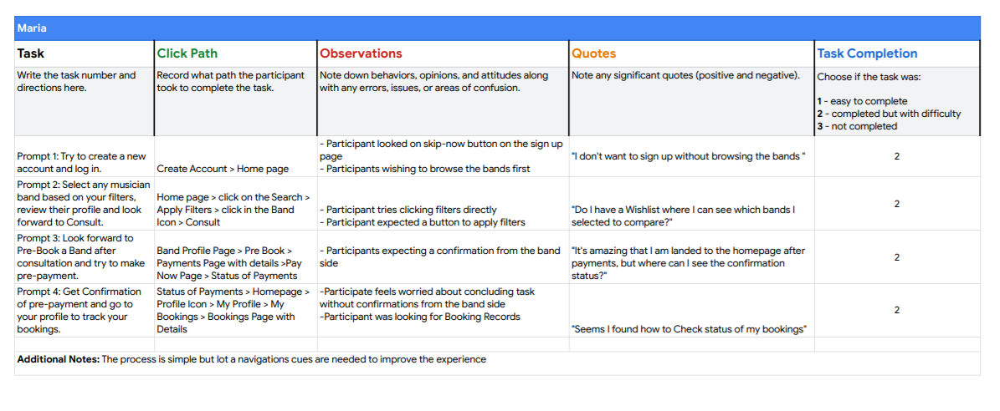 Maria
Task
Click Path
Observations
Quotes
Task Completion
Write the task number and
directions here.
Record what path the participant
took to complete the task.
Note down behaviors, opinions, and attitudes along
with any errors, issues, or areas of confusion.
Note any significant quotes (positive and negative).
Choose if the task was:
1 - easy to complete
2 - completed but with difficulty
3 - not completed
Prompt 1: Try to create a new
account and log in.
Create Account > Home page
- Participant looked on skip-now button on the sign up
page
- Participants wishing to browse the bands first
"I don't want to sign up without browsing the bands "
2
Prompt 2: Select any musician
band based on your filters,
review their profile and look
forward to Consult.
Home page > click on the Search >
Apply Filters > click in the Band
Icon > Consult
- Participant tries clicking filters directly
- Participant expected a button to apply filters
"Do I have a Wishlist where I can see which bands I
selected to compare?"
2
Prompt 3: Look forward to
Pre-Book a Band after
consultation and try to make
pre-payment.
Band Profile Page > Pre Book >
Payments Page with details >Pay
Now Page > Status of Payments
- Participants expecting a confirmation from the band
side
"It's amazing that I am landed to the homepage after
payments, but where can I see the confirmation
status?"
2
Prompt 4: Get Confirmation
of pre-payment and go to
your profile to track your
bookings.
Status of Payments > Homepage >
Profile Icon > My Profile > My
Bookings > Bookings Page with
Details
-Participate feels worried about concluding task
without confirmations from the band side
-Participant was looking for Booking Records
"Seems I found how to Check status of my bookings"
2
Additional Notes: The process is simple but lot a navigations cues are needed to improve the experience